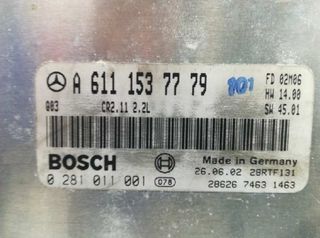 A 611 153 77 79 101 FD 02M06
Q03 CR2.11 2.2L HW 14.00
SW 45.01
BOSCH Made in Germany
26.06.02 28RTF131
0 281 011 001 078 28626 7463 1463